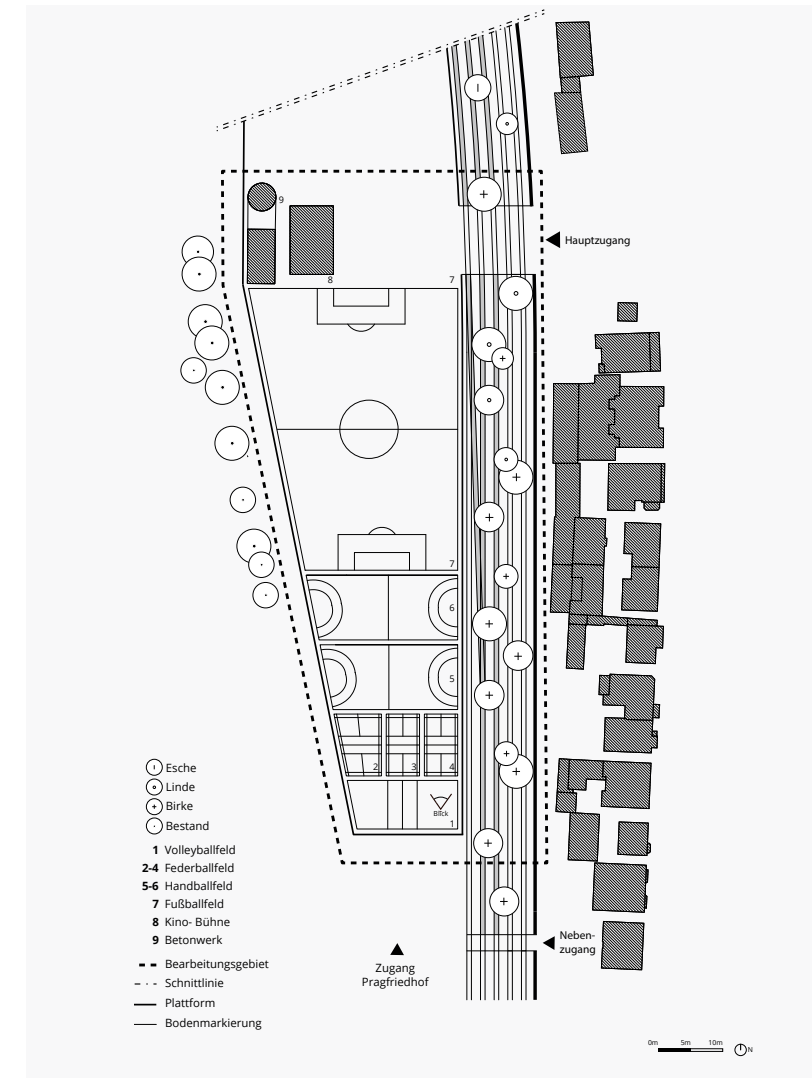 9
Hauptzugang
8
7
7
6
5
2
3
4
Blick
1
Esche
Linde
Birke
Bestand
1 Volleyballfeld
2-4 Federballfeld
5-6 Handballfeld
7 Fußballfeld
8 Kino- Bühne
9 Betonwerk
Bearbeitungsgebiet
Schnittlinie
Plattform
Bodenmarkierung
Zugang
Pragfriedhof
Neben-
zugang
0m 5m 10m
N